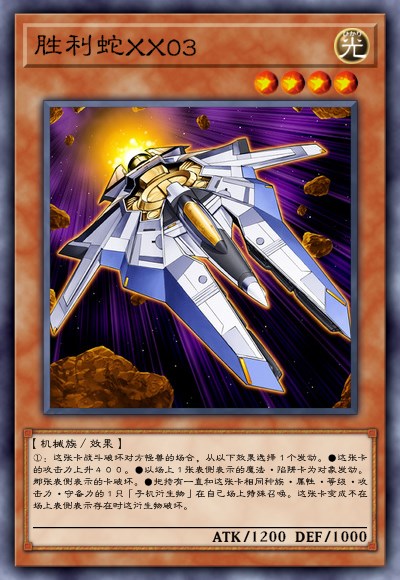 胜利蛇XX03
光
【机械族／效果】
①：这张卡战斗破坏对方怪兽的场合，从以下效果选择１个发动。●这张卡
的攻击力上升４００。●以场上１张表侧表示的魔法·陷阱卡为对象发动。
那张表侧表示的卡破坏。●把持有一直和这张卡相同种族·属性·等级·攻
击力·守备力的１只「子机衍生物」在自己场上特殊召唤。这张卡变成不在
场上表侧表示存在时这衍生物破坏。
ATK/1200 DEF/1000